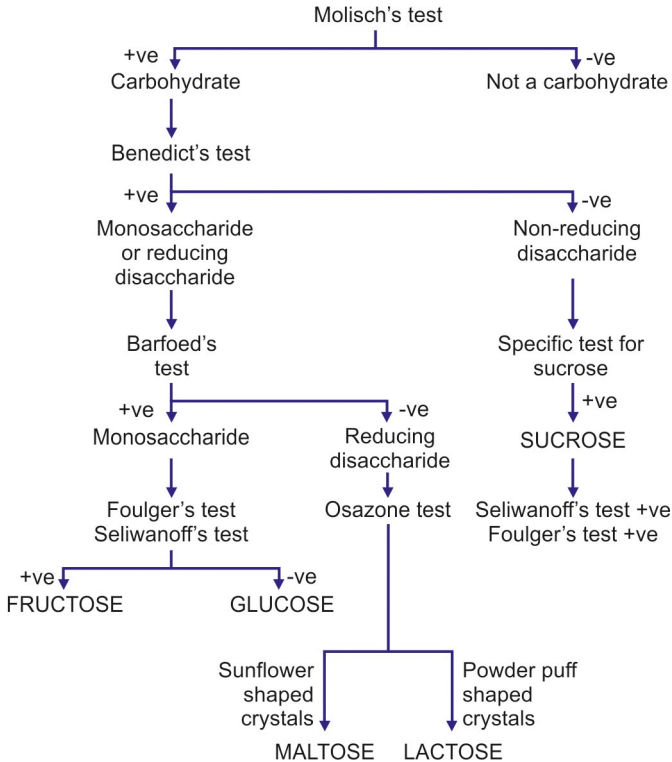 Molisch's test
+ve
-ve
Carbohydrate
Not a carbohydrate
Benedict's test
+ve
-ve
Monosaccharide
or reducing
disaccharide
Non-reducing
disaccharide
Barfoed's
test
Specific test for
sucrose
+ve
-ve
+ve
Monosaccharide
Reducing
disaccharide
SUCROSE
Foulger's test
Seliwanoff's test
Osazone test
Seliwanoff's test +ve
Foulger's test +ve
+ve
-ve
FRUCTOSE
GLUCOSE
Sunflower
shaped
crystals
Powder puff
shaped
crystals
MALTOSE
LACTOSE